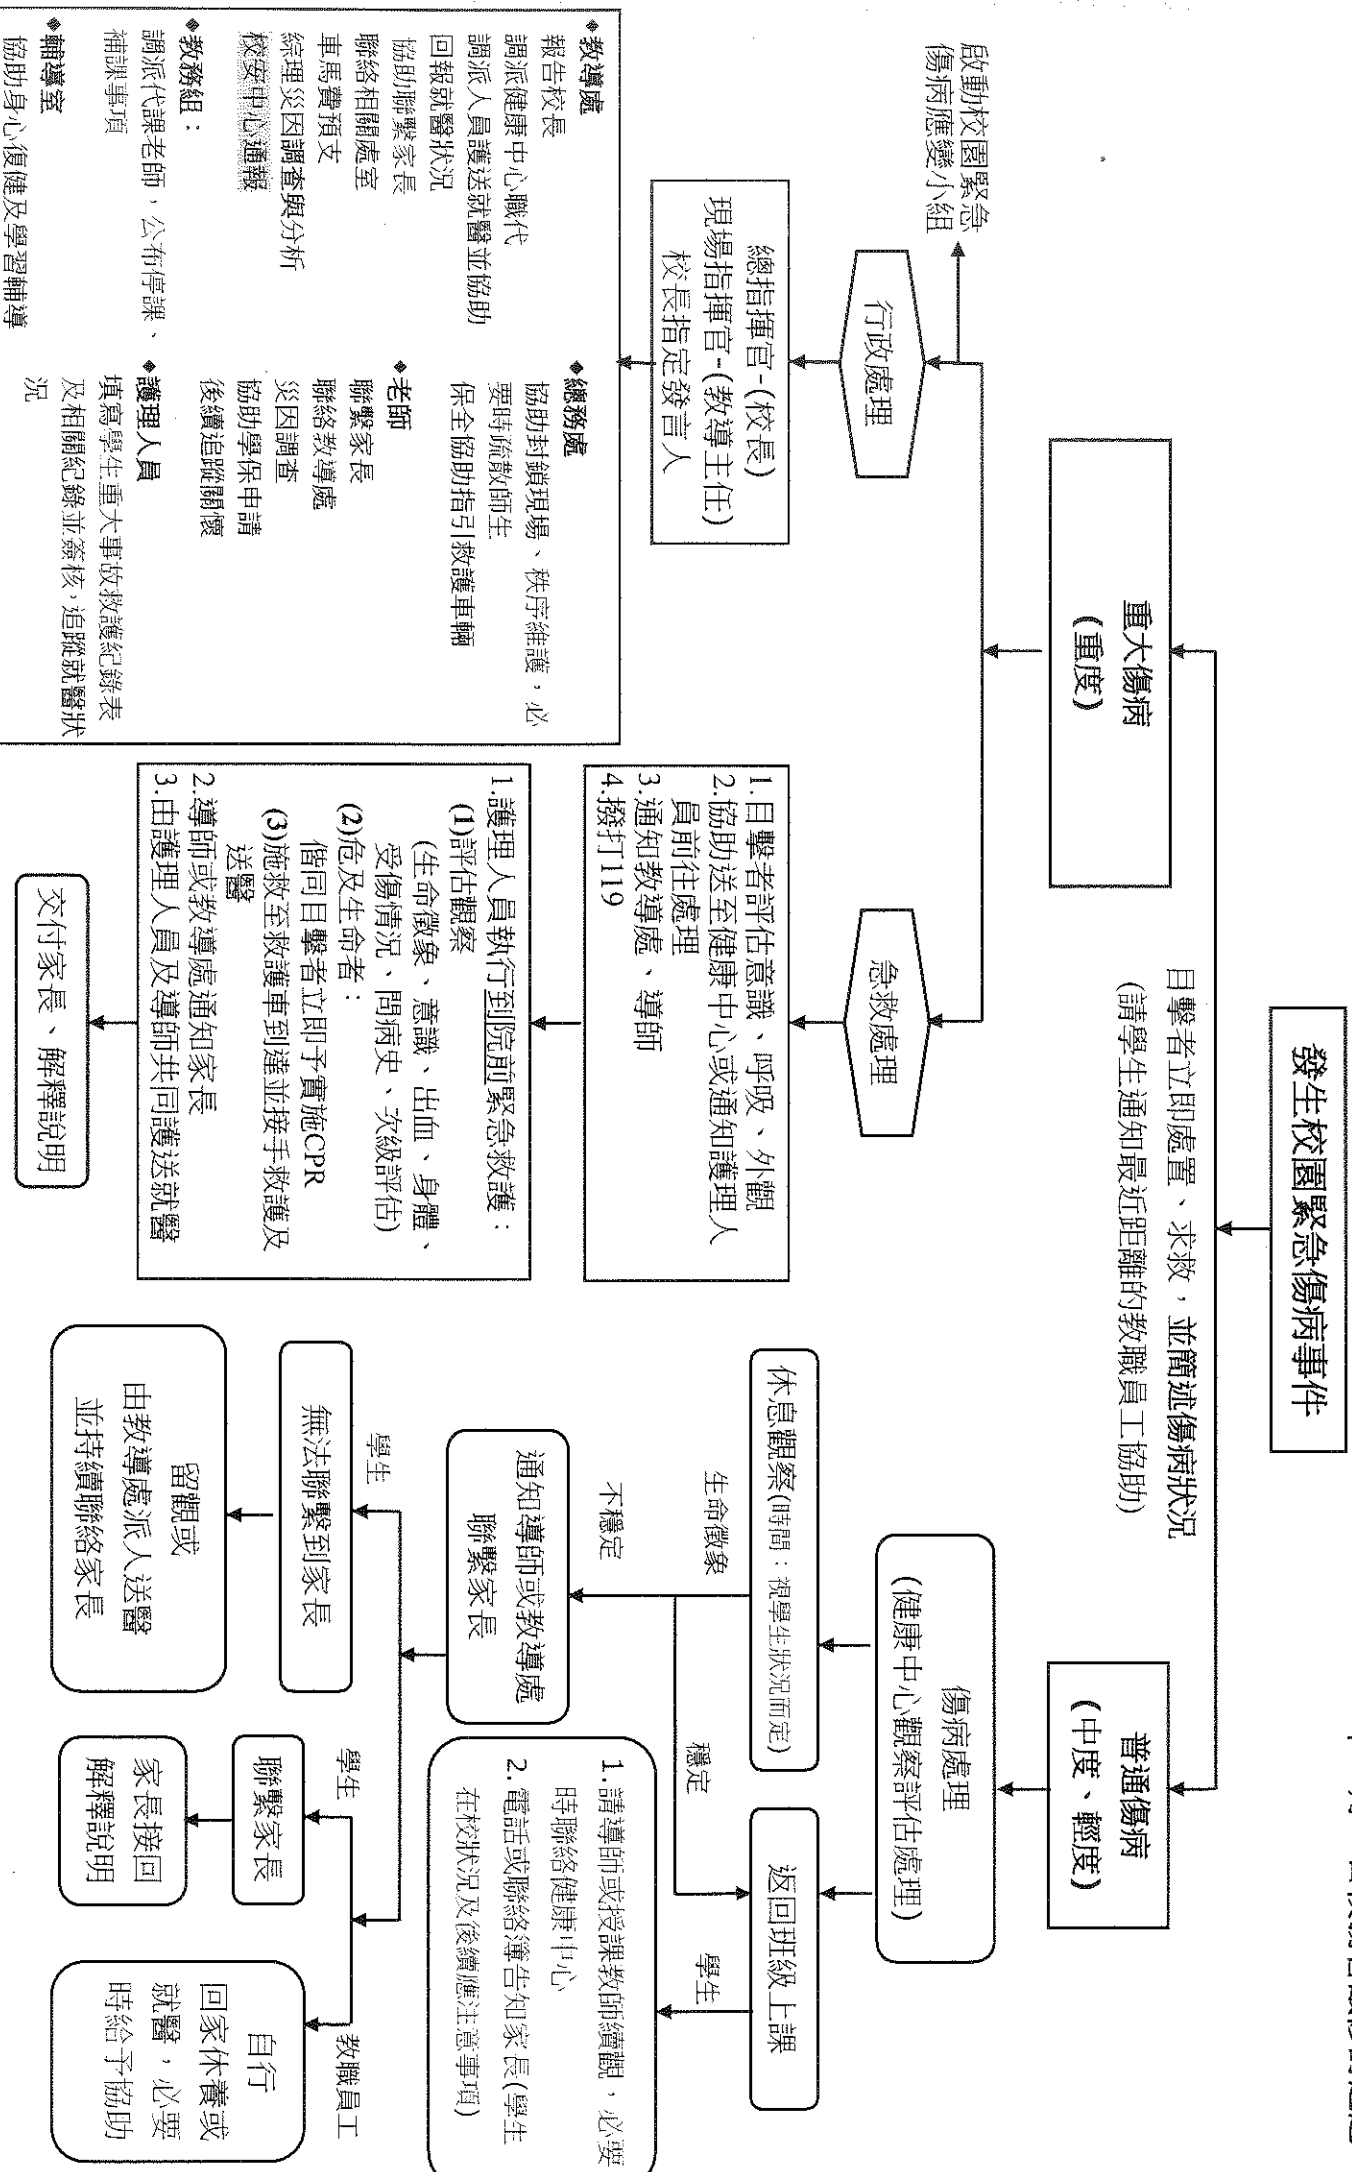 發生校園緊急傷病事件
目擊者立即處置、求救，並簡述傷病狀況
(請學生通知最近距離的教職員工協助)
重大傷病
(重度)
普通傷病
(中度、輕度)
啟動校園緊急
傷病應變小組
行政處理
急救處理
總指揮官-(校長)
現場指揮官-(教導主任)
校長指定發言人
◆教導處
報告校長
調派健康中心職代
調派人員護送就醫並協助
回報就醫狀況
協助聯繫家長
聯絡相關處室
車馬費預支
綜理災因調查與分析
校安中心通報
◆教務組：
調派代課老師，公布停課、
補課事項
◆輔導室
協助身心復健及學習輔導
◆總務處
協助封鎖現場、秩序維護，必
要時疏散師生
保全協助指引救護車輛
◆老師
聯繫家長
聯絡教導處
災因調查
協助學保申請
後續追蹤關懷
◆護理人員
填寫學生重大事故救護紀錄表
及相關紀錄並簽核，追蹤就醫狀
況
1.目擊者評估意識、呼吸、外觀
2.協助送至健康中心或通知護理人
員前往處理
3.通知教導處、導師
4.撥打119
1.護理人員執行到院前緊急救護：
(1)評估觀察
(生命徵象、意識、出血、身體、
受傷情況、問病史、次級評估)
(2)危及生命者：
偕同目擊者立即予實施CPR
(3)施救至救護車到達並接手救護及
送醫
2.導師或教導處通知家長
3.由護理人員及導師共同護送就醫
交付家長、解釋說明
傷病處理
(健康中心觀察評估處理)
休息觀察(時間：視學生狀況而定)
返回班級上課
生命徵象
不穩定
穩定
學生
通知導師或教導處
聯繫家長
1.請導師或授課教師續觀，必要
時聯絡健康中心
2.電話或聯絡簿告知家長(學生
在校狀況及後續應注意事項)
學生
無法聯繫到家長
留觀或
由教導處派人送醫
並持續聯絡家長
學生
聯繫家長
家長接回
解釋說明
教職員工
自行
回家休養或
就醫，必要
時給予協助